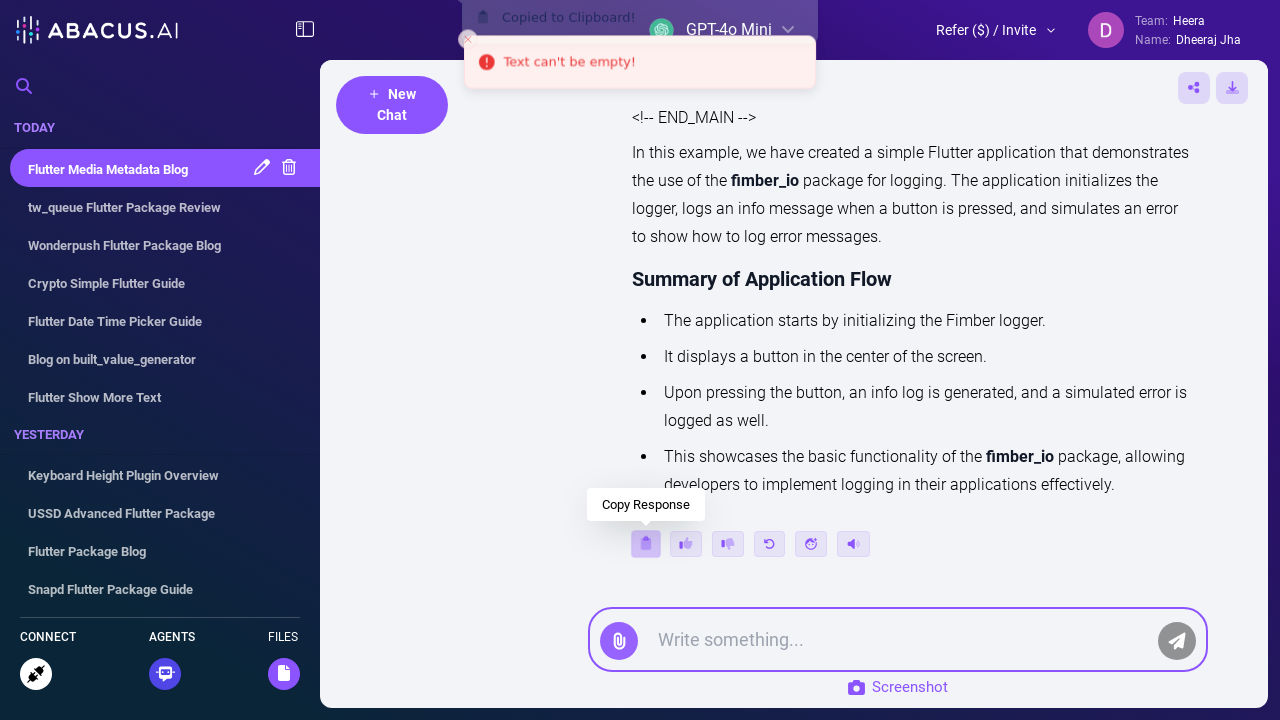 ABACUS.AI
Copied to Clipboard!
GPT-4o Mini
Text can't be empty!
Refer ($) / Invite
D
Team: Heera
Name: Dheeraj Jha
TODAY
Flutter Media Metadata Blog
tw_queue Flutter Package Review
Wonderpush Flutter Package Blog
Crypto Simple Flutter Guide
Flutter Date Time Picker Guide
Blog on built_value_generator
Flutter Show More Text
YESTERDAY
Keyboard Height Plugin Overview
USSD Advanced Flutter Package
Flutter Package Blog
Snapd Flutter Package Guide
CONNECT
AGENTS
FILES
+ New
Chat
<!-- END_MAIN -->
In this example, we have created a simple Flutter application that demonstrates
the use of the fimber_io package for logging. The application initializes the
logger, logs an info message when a button is pressed, and simulates an error
to show how to log error messages.
Summary of Application Flow
• The application starts by initializing the Fimber logger.
• It displays a button in the center of the screen.
• Upon pressing the button, an info log is generated, and a simulated error is
logged as well.
• This showcases the basic functionality of the fimber_io package, allowing
developers to implement logging in their applications effectively.
Copy Response
Write something...
Screenshot